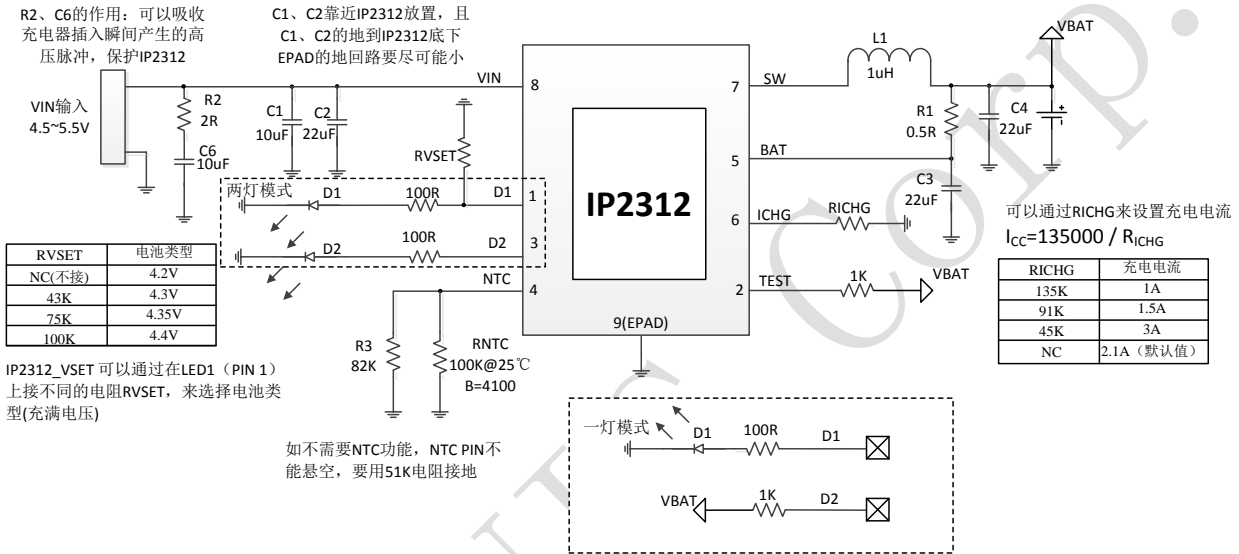 R2、C6的作用：可以吸收
充电器插入瞬间产生的高
压脉冲，保护IP2312
C1、C2靠近IP2312放置，且
C1、C2的地到IP2312底下
EPAD的地回路要尽可能小
VIN输入
4.5~5.5V
R2
2R
C6
10uF
C1
10uF
C2
22uF
VIN
8
RVSET
两灯模式
D1
100R
D1
1
D2
100R
D2
3
NTC
4
R3
82K
RNTC
100K@25℃
B=4100
IP2312
9(EPAD)
7
SW
L1
1uH
VBAT
R1
0.5R
C4
22uF
5
BAT
C3
22uF
6
ICHG
RICHG
2
TEST
1K
VBAT
RVSET 电池类型
NC(不接) 4.2V
43K 4.3V
75K 4.35V
100K 4.4V
IP2312_VSET 可以通过在LED1（PIN 1）
上接不同的电阻RVSET，来选择电池类
型(充满电压)
如不需要NTC功能，NTC PIN不
能悬空，要用51K电阻接地
可以通过RICHG来设置充电电流
ICC=135000 / RICHG
RICHG 充电电流
135K 1A
91K 1.5A
45K 3A
NC 2.1A（默认值）
一灯模式
D1
100R
D1
VBAT
1K
D2
Corp.